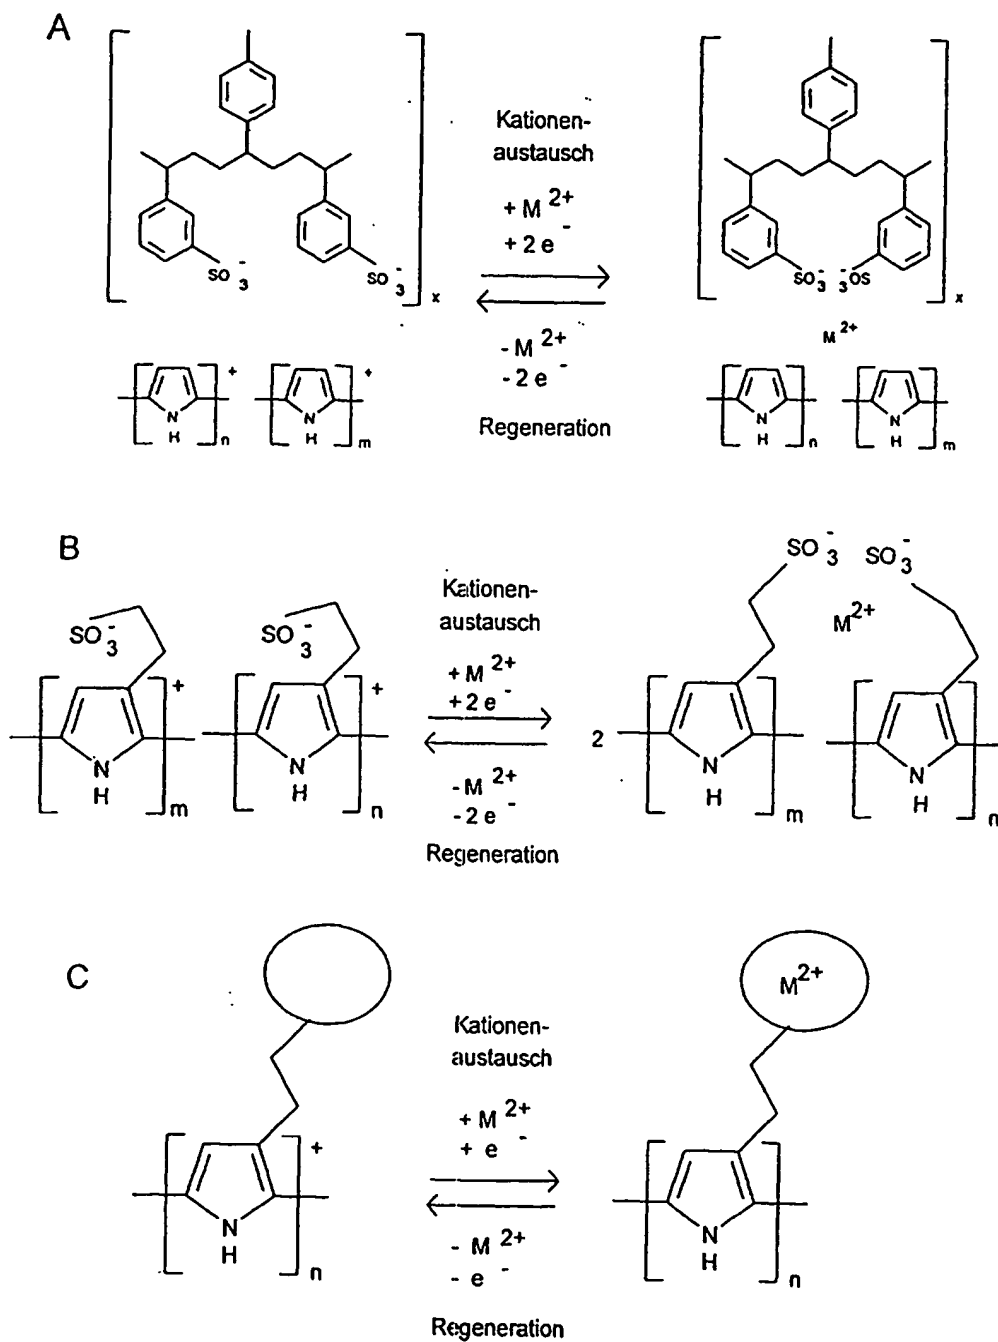 A
Kationen-
austausch
+ M 2+
+ 2 e -
- M 2+
- 2 e -
Regeneration
SO 3 -
SO 3 -
x
SO 3 - - 3 OS
x
M 2+
+
+
N
H
n
N
H
m
N
H
n
N
H
m
B
Kationen-
austausch
+ M 2+
+ 2 e -
- M 2+
- 2 e -
Regeneration
SO 3 -
SO 3 -
+
+
N
H
m
N
H
n
SO 3 -
SO 3 -
M 2+
2
N
H
m
N
H
n
C
Kationen-
austausch
+ M 2+
+ e -
- M 2+
- e -
Regeneration
+
N
H
n
M 2+
N
H
n